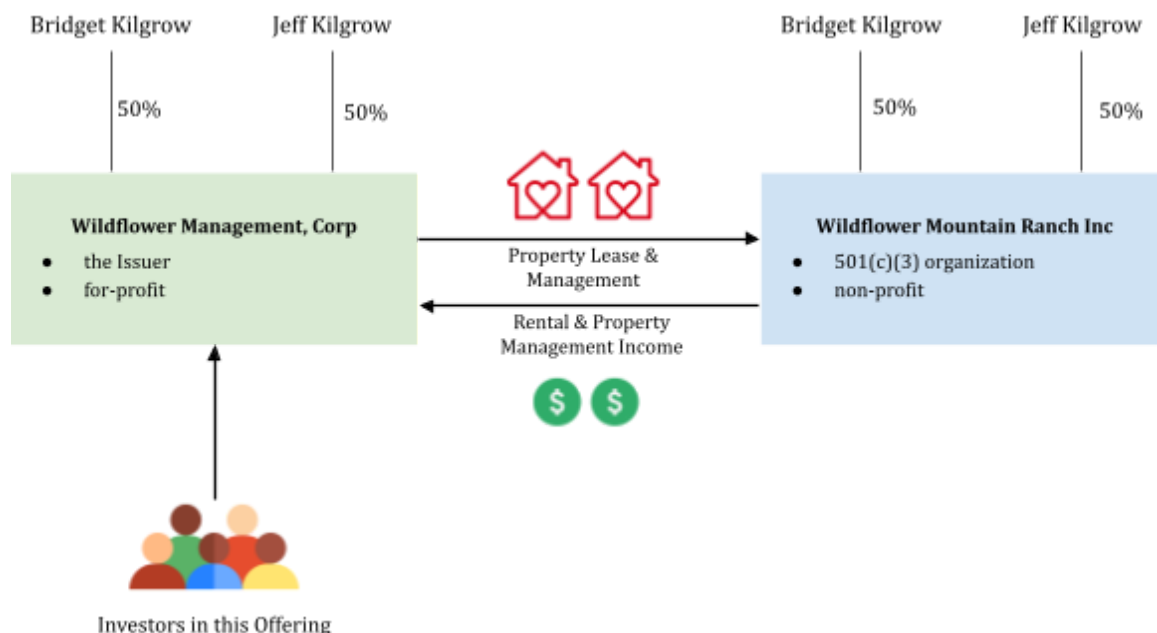 Bridget Kilgrow
Jeff Kilgrow
Bridget Kilgrow
Jeff Kilgrow
50%
50%
50%
50%
Wildflower Management, Corp
● the Issuer
● for-profit
Property Lease &
Management
Rental & Property
Management Income
$ $
Wildflower Mountain Ranch Inc
● 501(c)(3) organization
● non-profit
Investors in this Offering